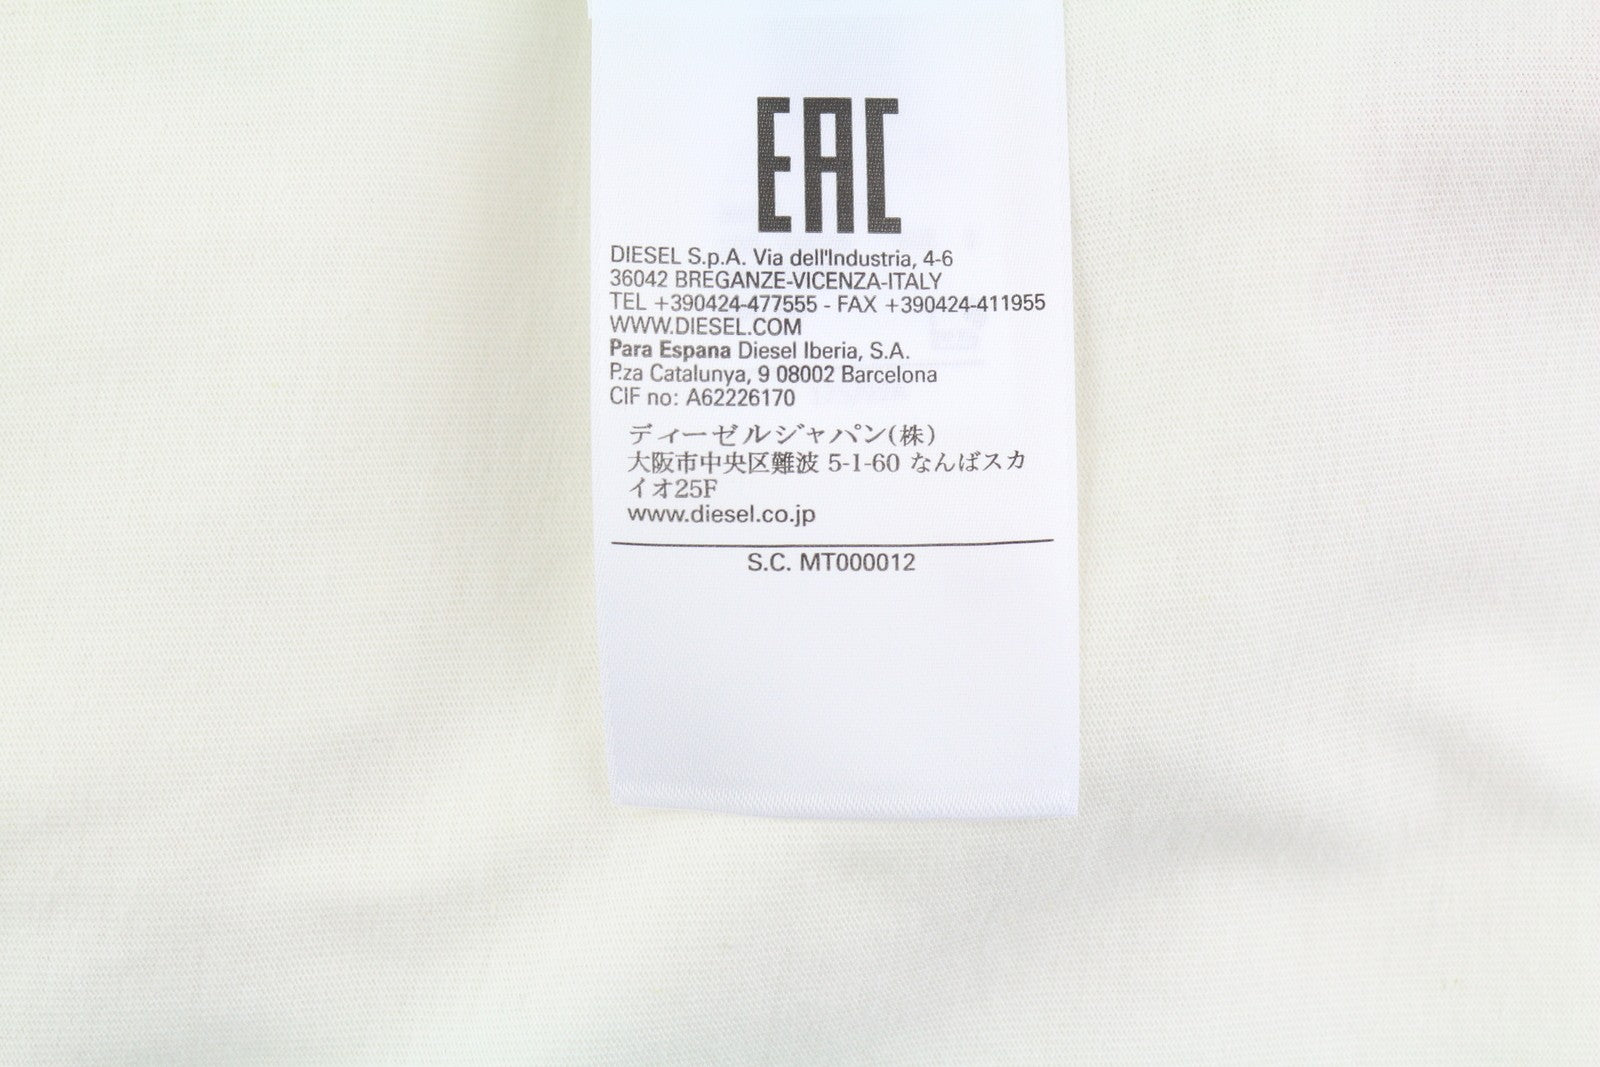 EAC
DIESEL S.p.A. Via dell'Industria, 4-6
36042 BREGANZE-VICENZA-ITALY
TEL +390424-477555 - FAX +390424-411955
WWW.DIESEL.COM
Para Espana Diesel Iberia, S.A.
P.za Catalunya, 9 08002 Barcelona
CIF no: A62226170
ディーゼルジャパン(株)
大阪市中央区難波 5-1-60 なんばスカ
イオ25F
www.diesel.co.jp
S.C. MT000012